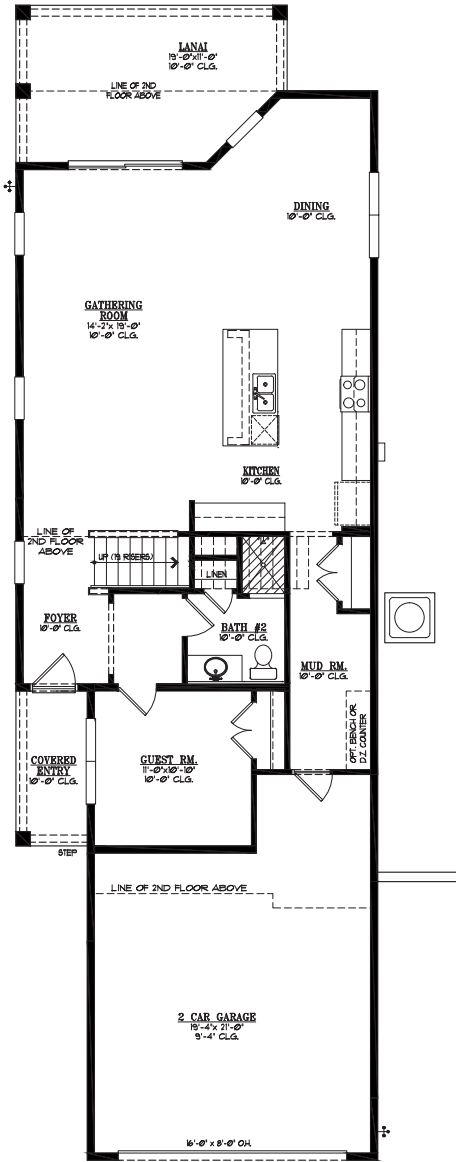 LANAI
19'-0"x11'-0"
10'-0" CLG.
LINE OF 2ND
FLOOR ABOVE
DINING
10'-0" CLG.
GATHERING
ROOM
14'-2"x 19'-0"
10'-0" CLG.
KITCHEN
10'-0" CLG.
LINE OF
2ND FLOOR
ABOVE
UP (19 RISERS)
LINEN
FOYER
10'-0" CLG.
BATH #2
10'-0" CLG.
MUD RM.
10'-0" CLG.
OPT. BENCH OR
D.Z. COUNTER
COVERED
ENTRY
10'-0" CLG.
GUEST RM.
11'-0"x10'-10"
10'-0" CLG.
STEP
LINE OF 2ND FLOOR ABOVE
2 CAR GARAGE
19'-4"x 21'-0"
9'-4" CLG.
16'-0" x 8'-0" O.H.